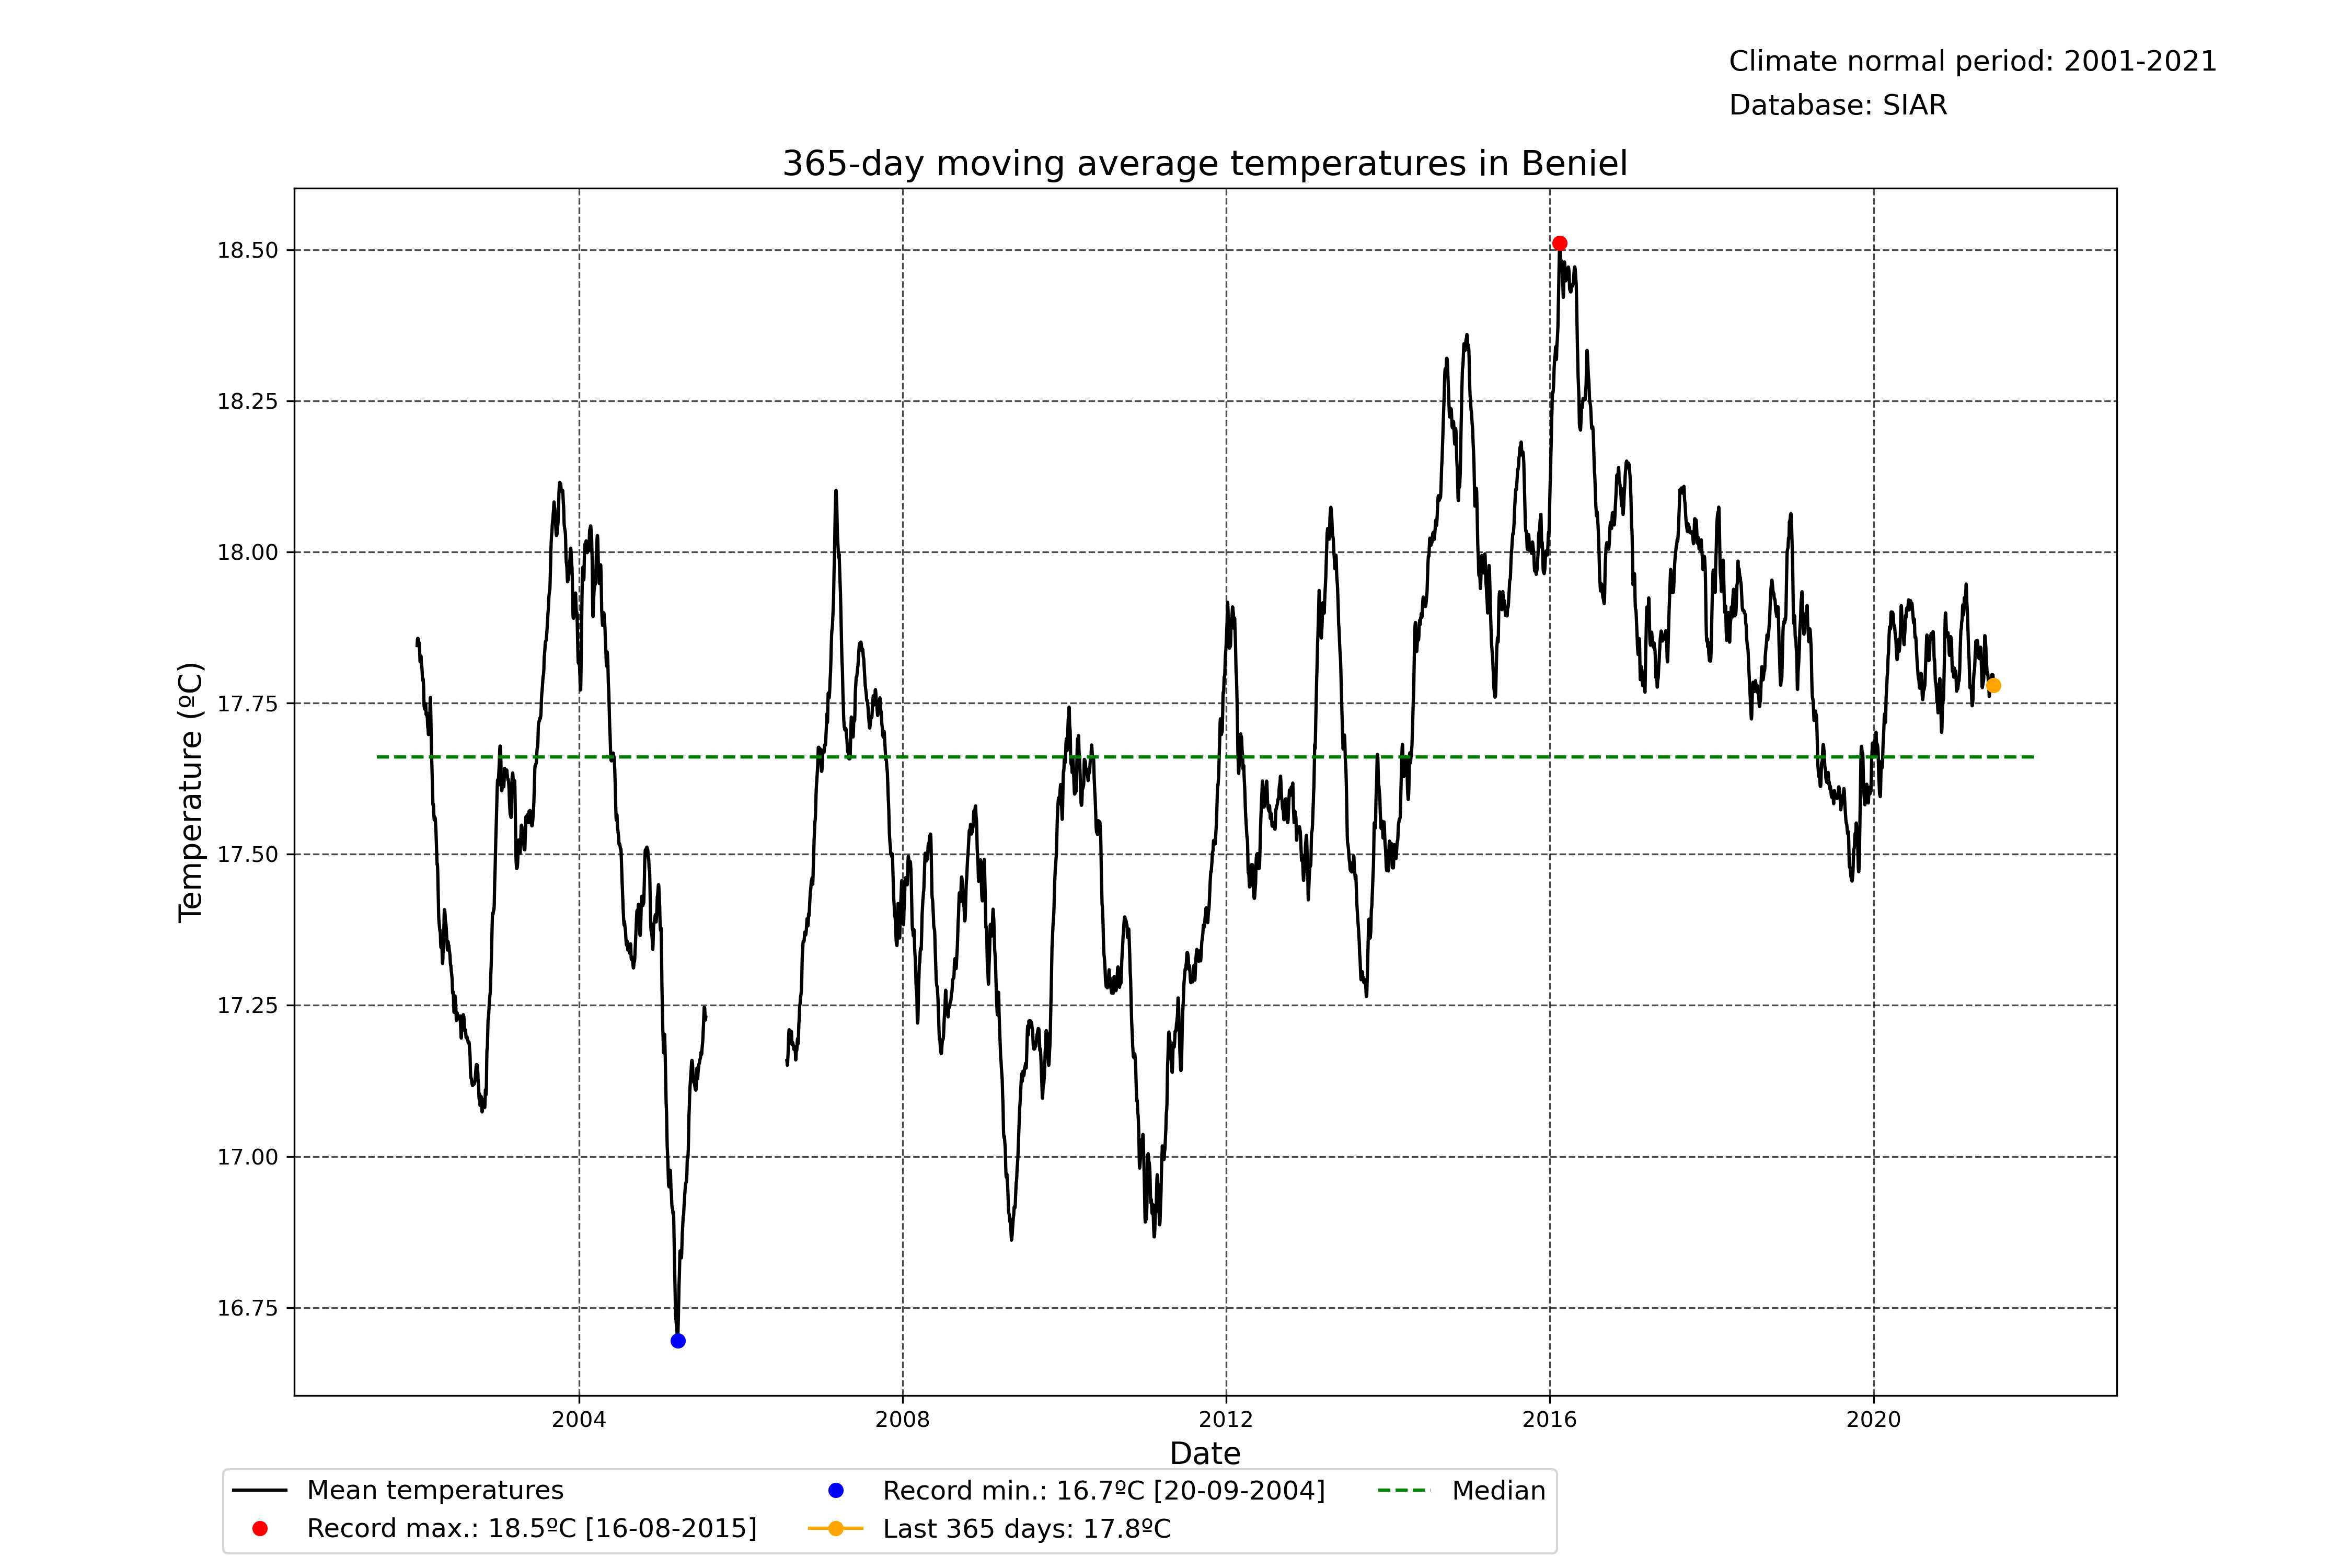 Climate normal period: 2001-2021
Database: SIAR
365-day moving average temperatures in Beniel
18.50
18.25
18.00
17.75
17.50
17.25
17.00
16.75
Temperature (ºC)
2004 2008 2012 2016 2020
Date
Mean temperatures
Record max.: 18.5ºC [16-08-2015]
Record min.: 16.7ºC [20-09-2004]
Last 365 days: 17.8ºC
Median